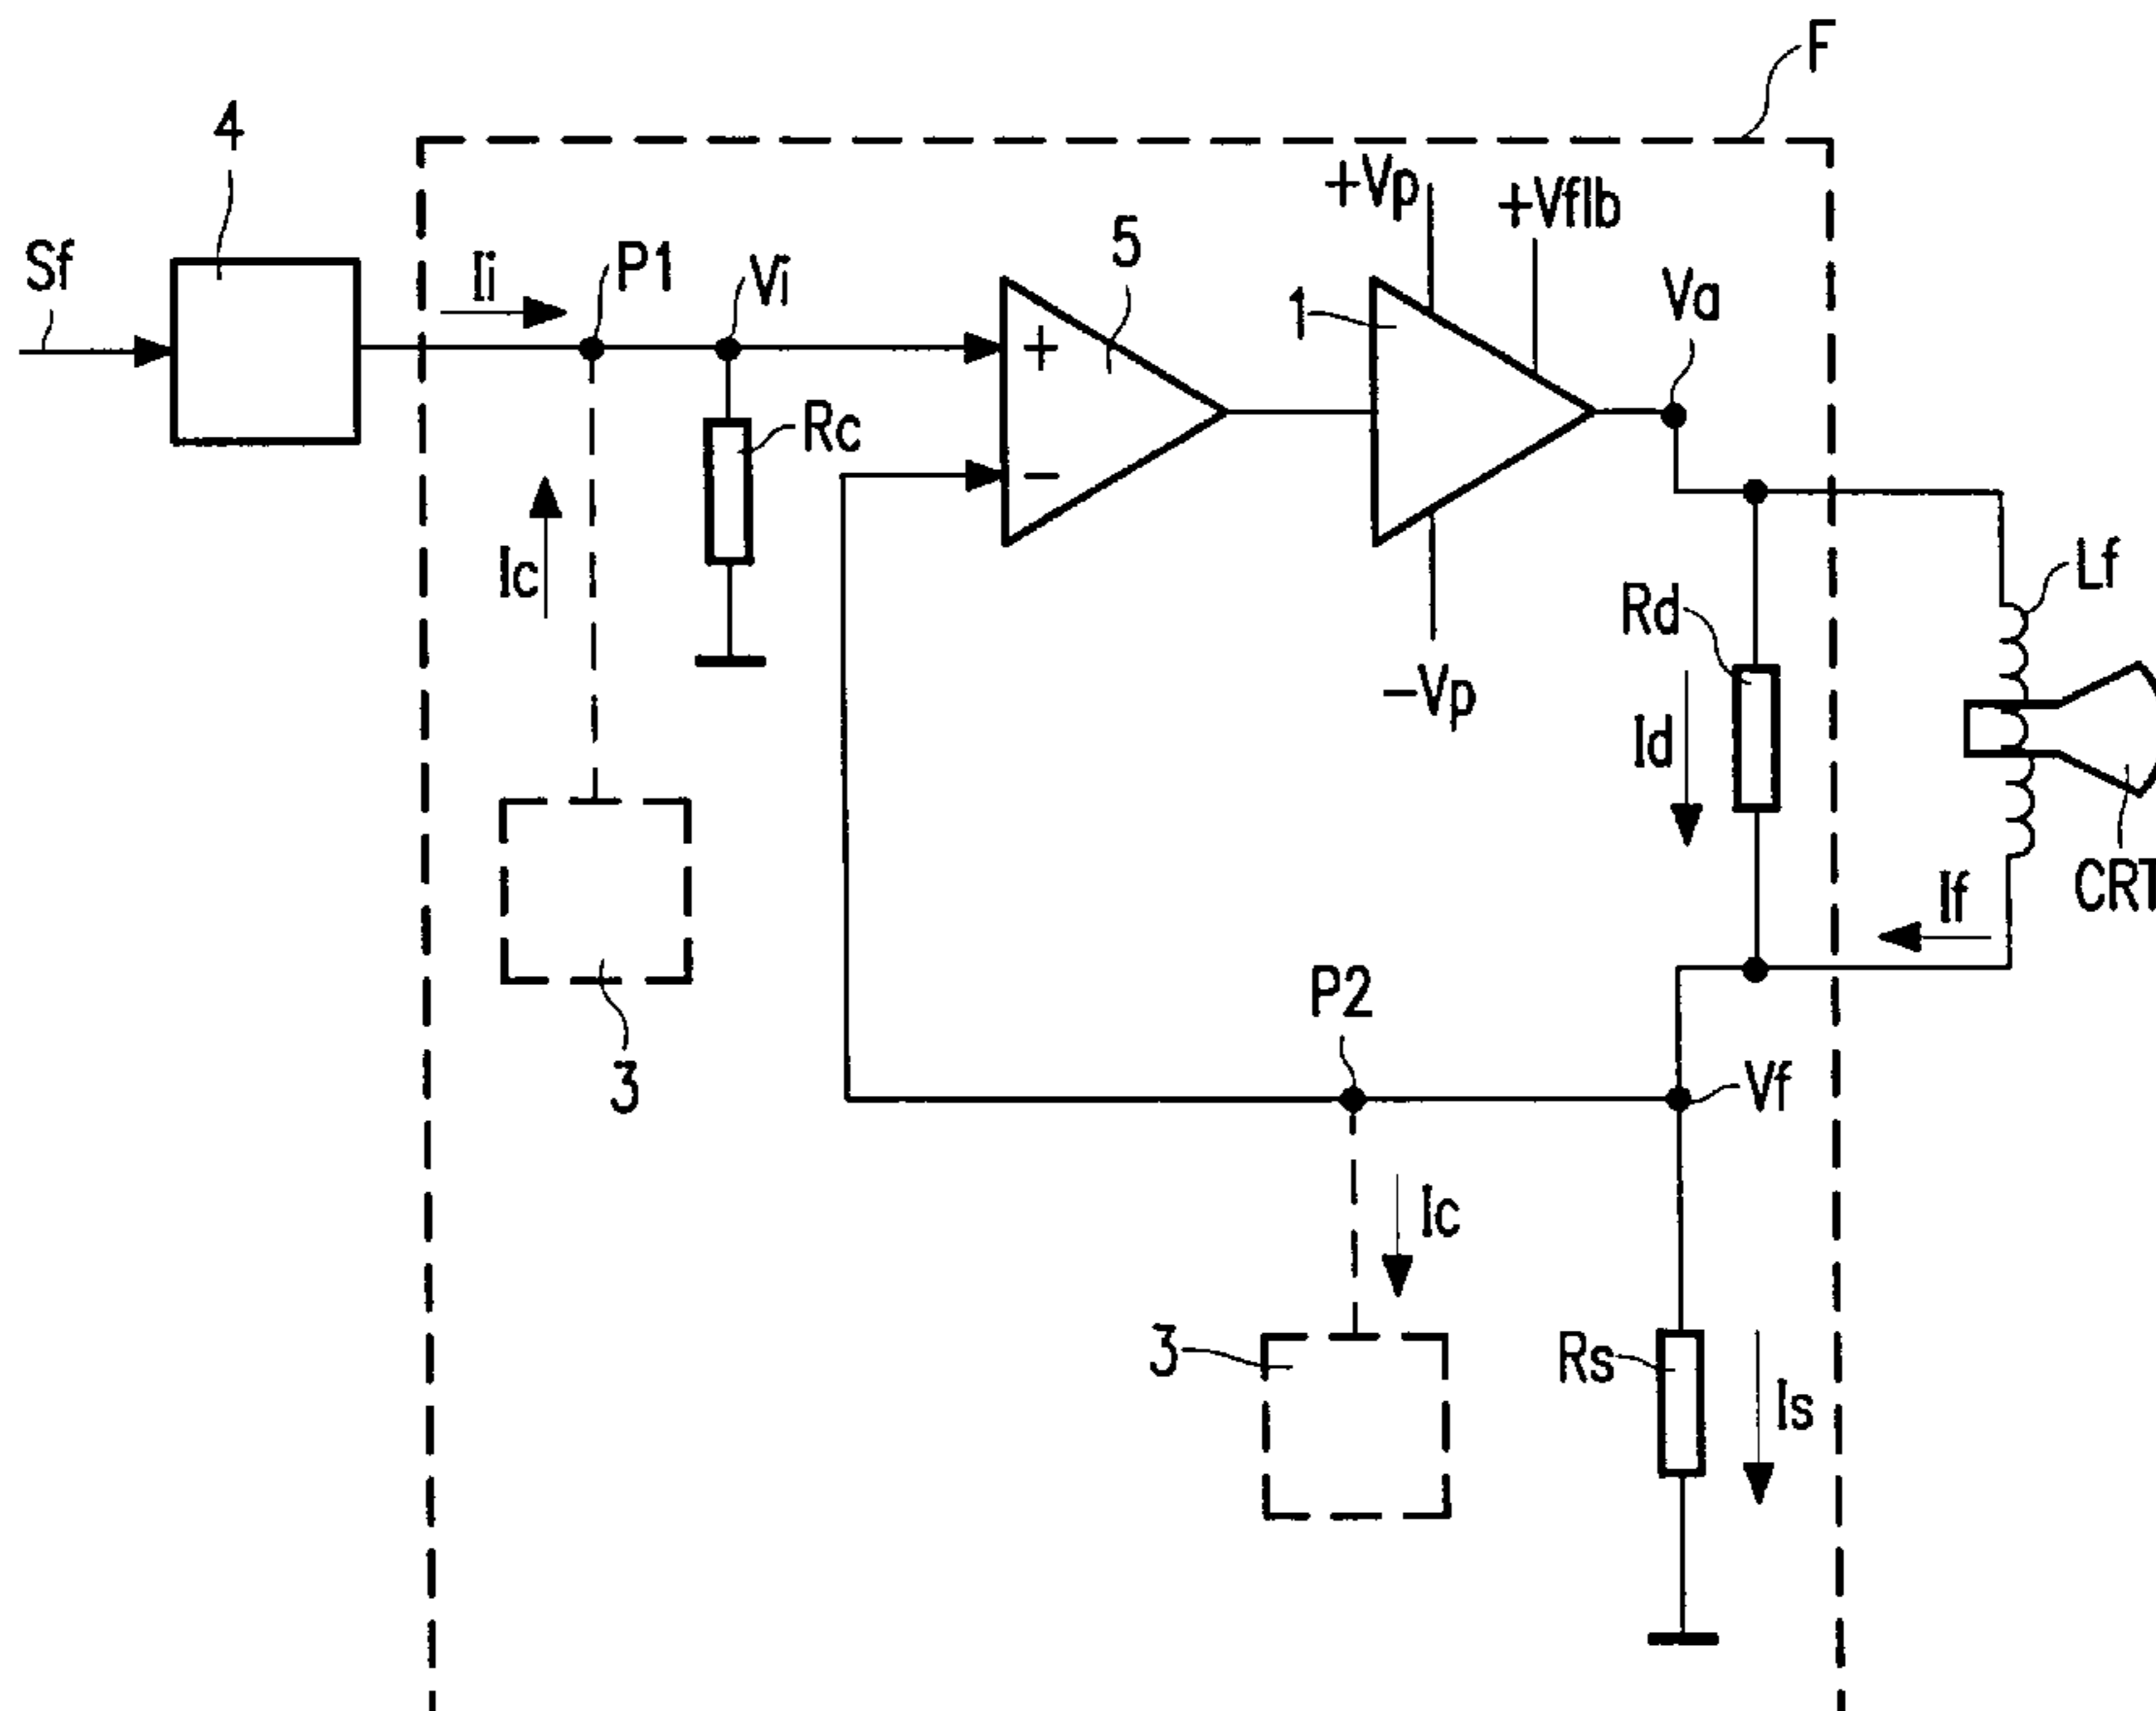 F
4
+Vp
+Vflb
5
Sf
Ii
P1
Vi
1
Va
+
Rc
−
Ic
Lf
Rd
−Vp
Id
CRT
If
P2
3
Vf
Ic
3
Rs
Is